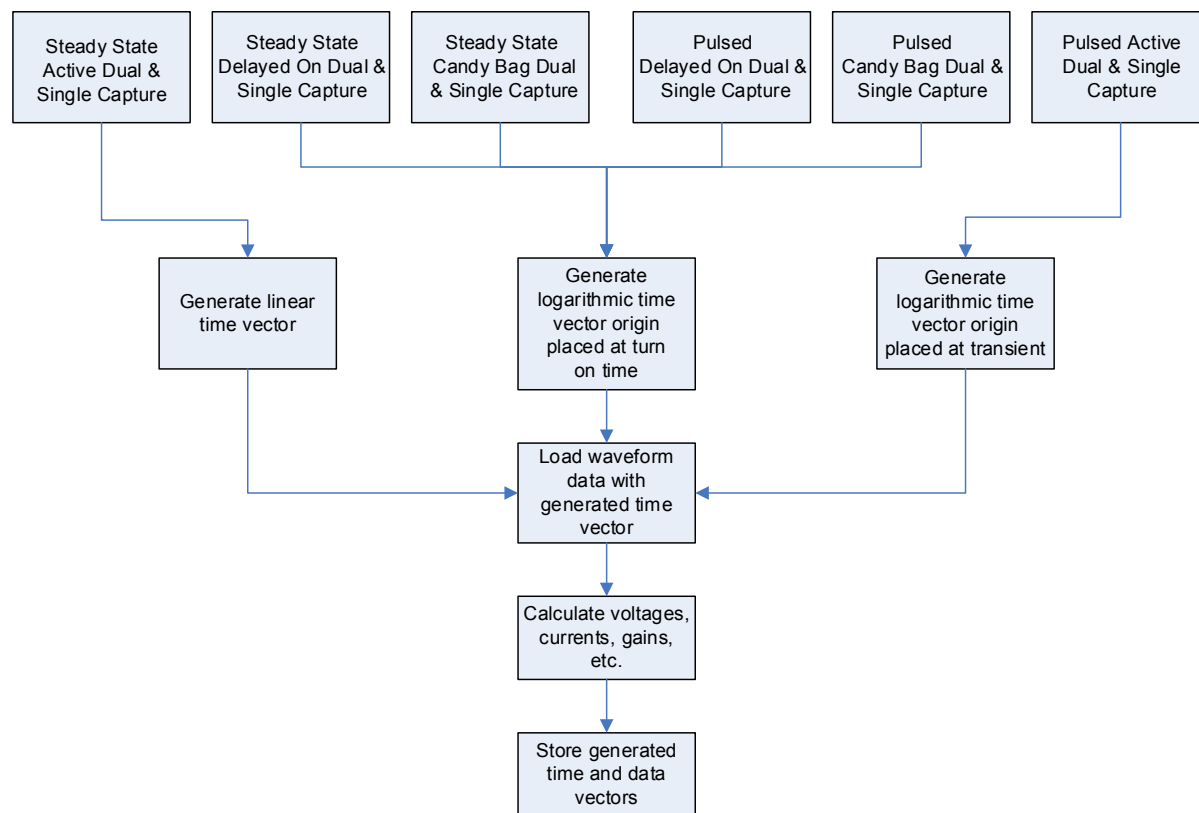 Steady State
Active Dual &
Single Capture
Steady State
Delayed On Dual &
Single Capture
Steady State
Candy Bag Dual
& Single Capture
Pulsed
Delayed On Dual &
Single Capture
Pulsed
Candy Bag Dual &
Single Capture
Pulsed Active
Dual & Single
Capture
Generate linear
time vector
Generate
logarithmic time
vector origin
placed at turn
on time
Generate
logarithmic time
vector origin
placed at transient
Load waveform
data with
generated time
vector
Calculate voltages,
currents, gains,
etc.
Store generated
time and data
vectors